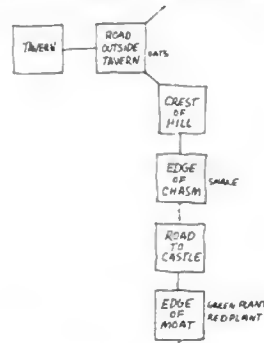 TAVERN
ROAD
OUTSIDE
TAVERN
OATS
CREST
OF
HILL
EDGE
OF
CHASM
SNAKE
ROAD
TO
CASTLE
EDGE
OF
MOAT
GREEN PLANT
RED PLANT